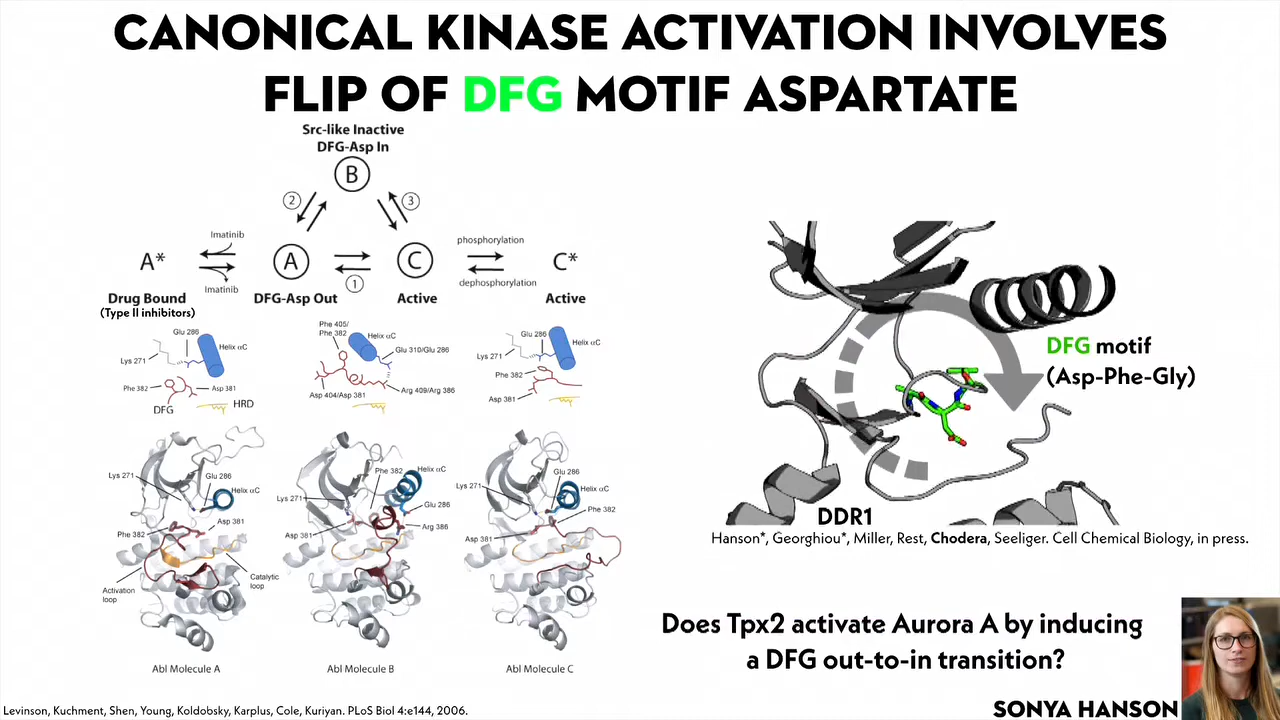 CANONICAL KINASE ACTIVATION INVOLVES
FLIP OF DFG MOTIF ASPARTATE
Src-like Inactive
DFG-Asp In
B
2
3
Imatinib
A*
A
1
C
phosphorylation
C*
Imatinib
dephosphorylation
Drug Bound
(Type II inhibitors)
DFG-Asp Out
Active
Active
Glu 286
Helix αC
Lys 271
Phe 382
Asp 381
DFG
HRD
Phe 405/
Phe 382
Helix αC
Glu 310/Glu 286
Asp 404/Asp 381
Arg 409/Arg 386
Glu 286
Helix αC
Lys 271
Phe 382
Asp 381
Lys 271
Glu 286
Helix αC
Asp 381
Phe 382
Activation
loop
Catalytic
loop
Abl Molecule A
Phe 382
Helix αC
Lys 271
Glu 286
Arg 386
Asp 381
Abl Molecule B
Glu 286
Lys 271
Helix αC
Phe 382
Asp 381
Abl Molecule C
DFG motif
(Asp-Phe-Gly)
DDR1
Hanson*, Georghiou*, Miller, Rest, Chodera, Seeliger. Cell Chemical Biology, in press.
Does Tpx2 activate Aurora A by inducing
a DFG out-to-in transition?
SONYA HANSON
Levinson, Kuchment, Shen, Young, Koldobsky, Karplus, Cole, Kuriyan. PLoS Biol 4:e144, 2006.